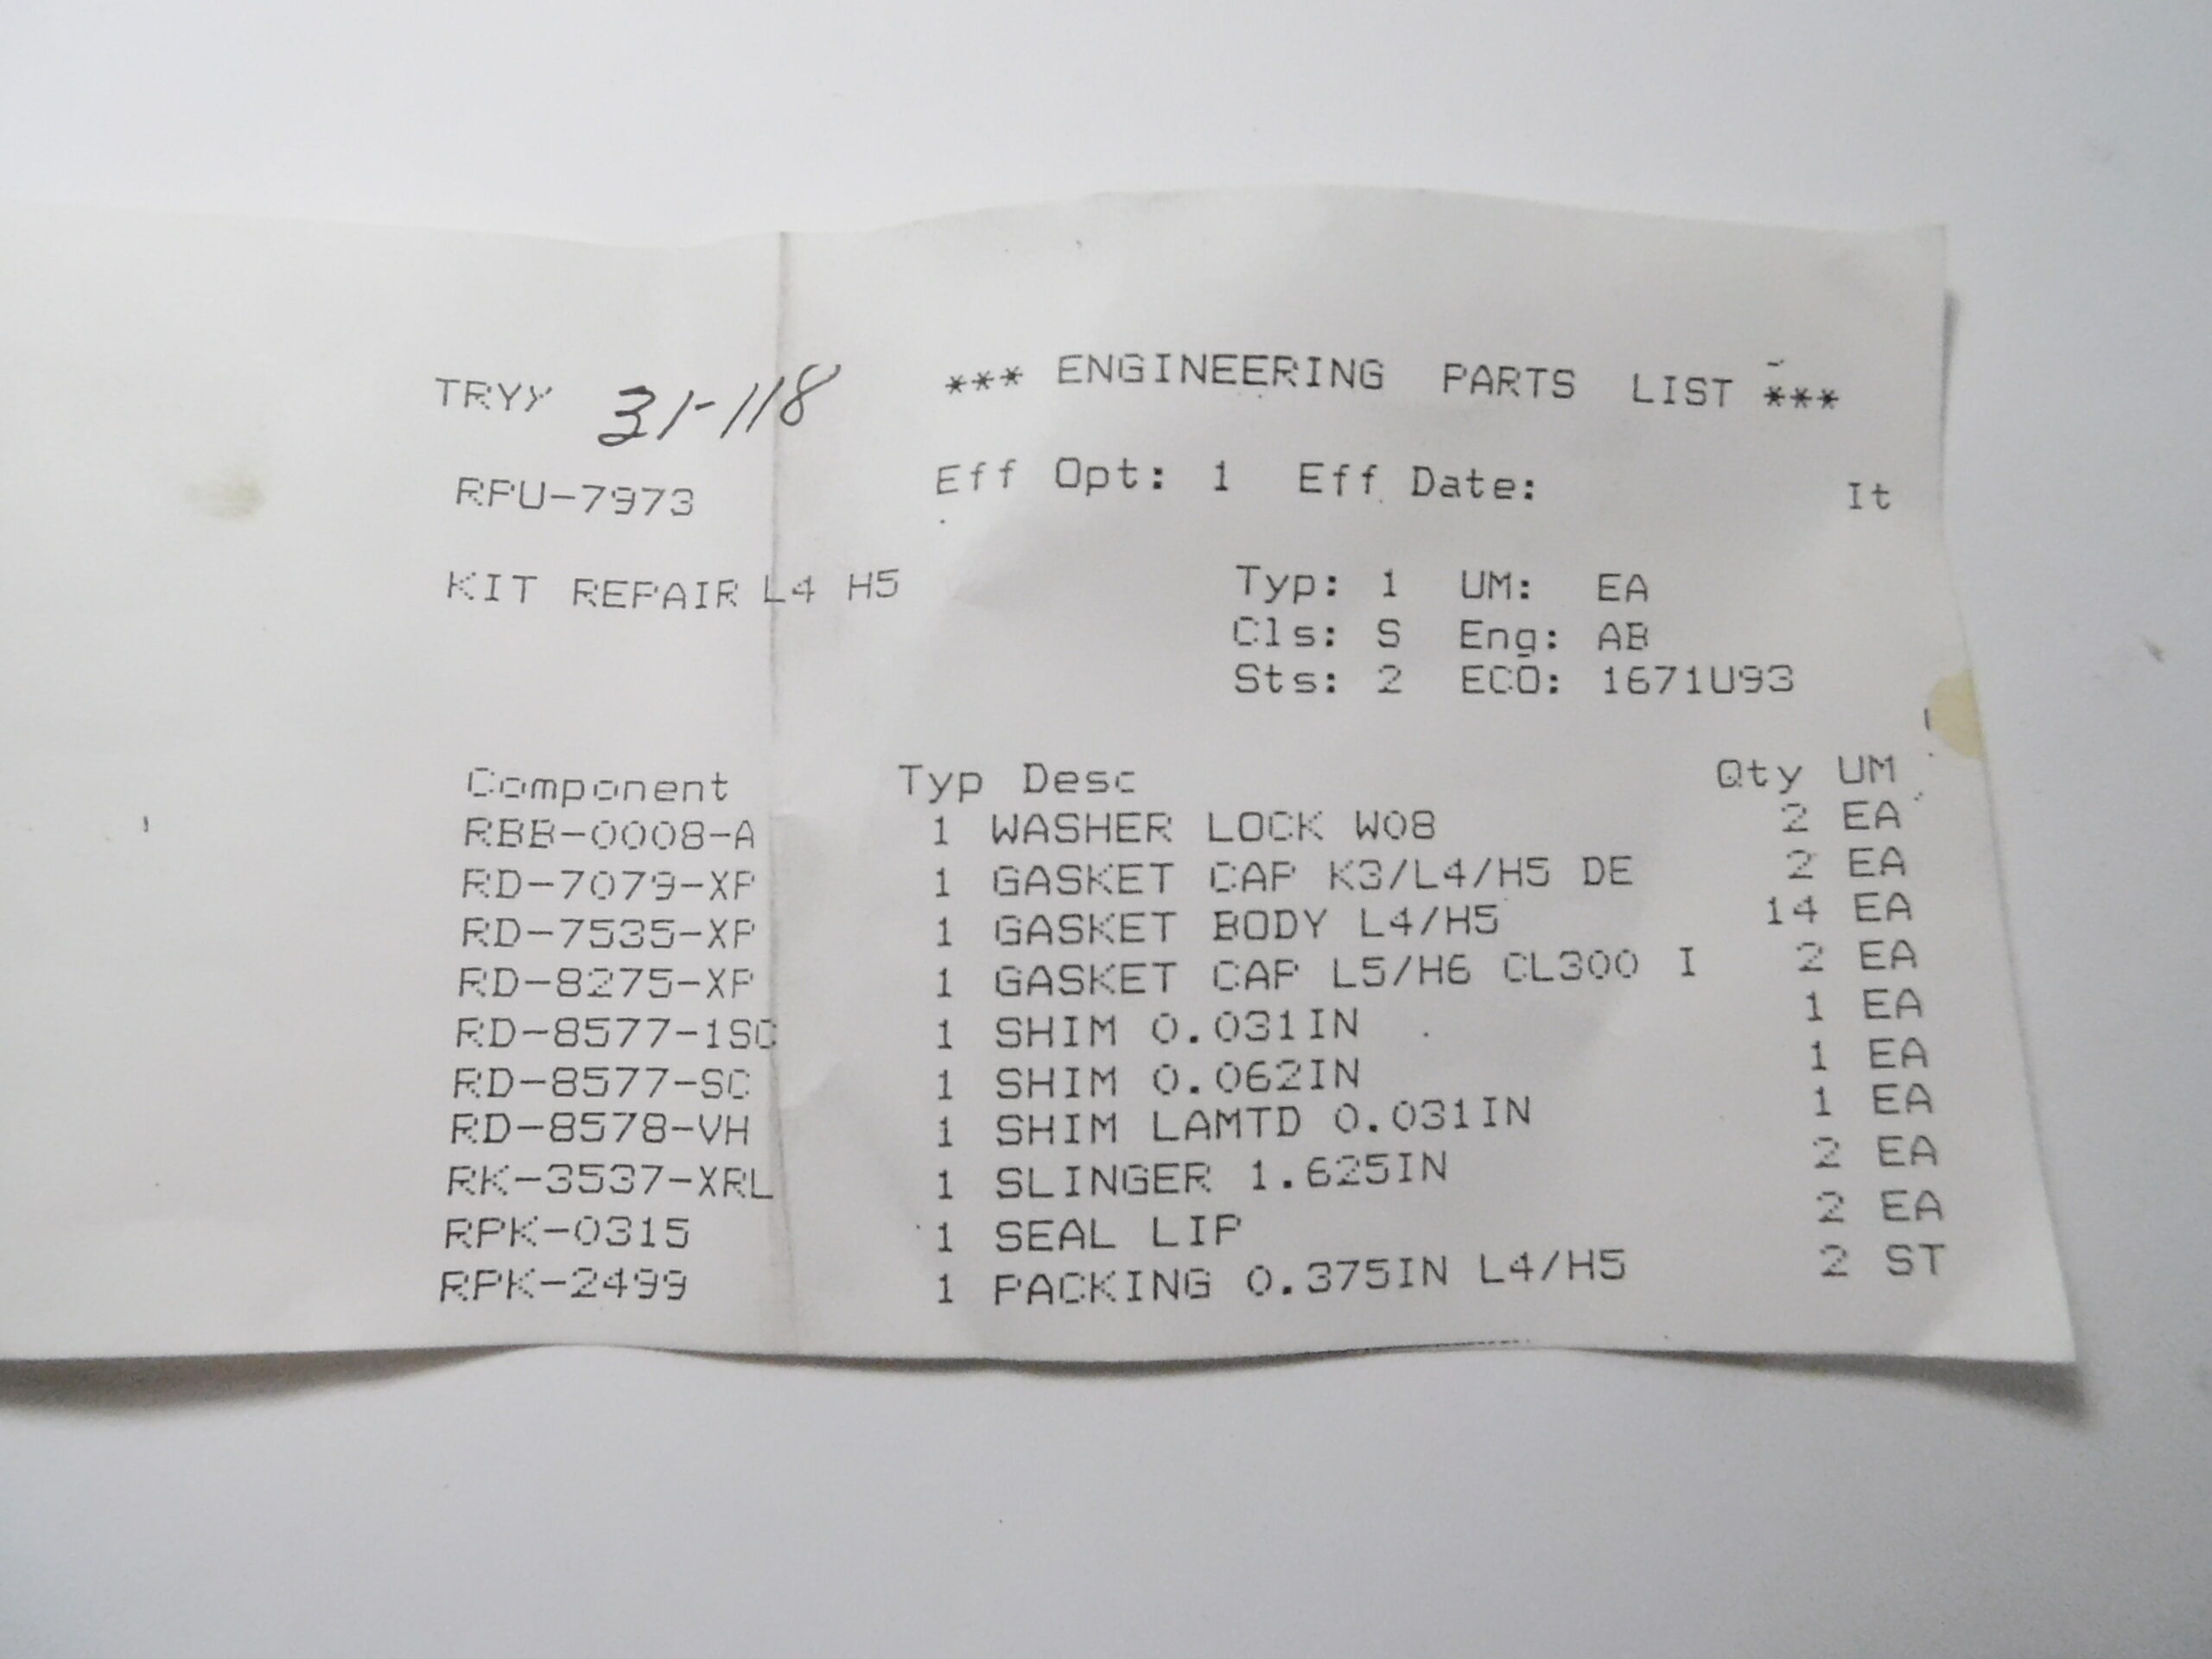 TRYY 31-118 *** ENGINEERING PARTS LIST ***
RPU-7973 Eff Opt: 1 Eff Date: It
KIT REPAIR L4 H5 Typ: 1 UM: EA
Cls: S Eng: AB
Sts: 2 ECO: 1671U93
Component Typ Desc Qty UM
RBB-0008-A 1 WASHER LOCK W08 2 EA
RD-7079-XP 1 GASKET CAP K3/L4/H5 DE 2 EA
RD-7535-XP 1 GASKET BODY L4/H5 14 EA
RD-8275-XP 1 GASKET CAP L5/H6 CL300 I 2 EA
RD-8577-1SC 1 SHIM 0.031IN 1 EA
RD-8577-SC 1 SHIM 0.062IN 1 EA
RD-8578-VH 1 SHIM LAMTD 0.031IN 1 EA
RK-3537-XRL 1 SLINGER 1.625IN 2 EA
RPK-0315 1 SEAL LIP 2 EA
RPK-2499 1 PACKING 0.375IN L4/H5 2 ST